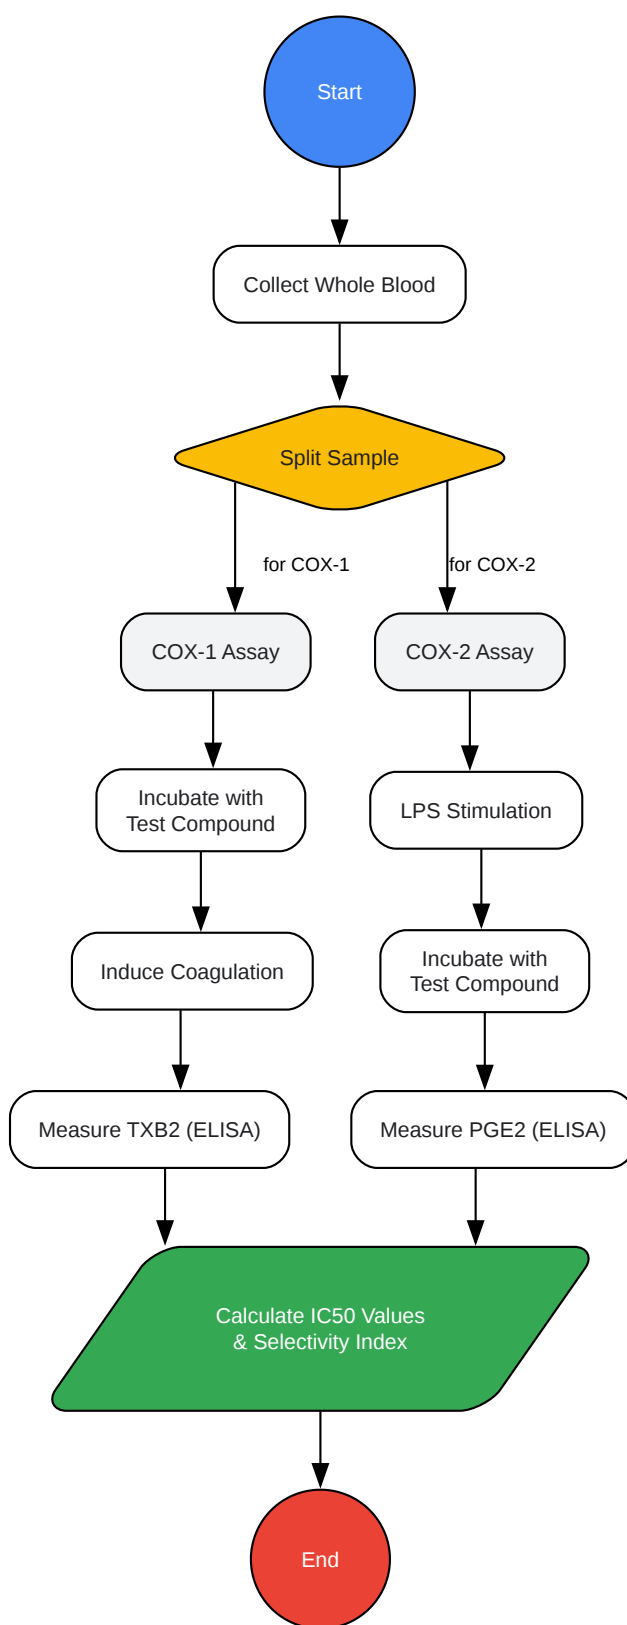 Start
Collect Whole Blood
Split Sample
for COX-1
for COX-2
COX-1 Assay
COX-2 Assay
Incubate with
Test Compound
LPS Stimulation
Induce Coagulation
Incubate with
Test Compound
Measure TXB2 (ELISA)
Measure PGE2 (ELISA)
Calculate IC50 Values
& Selectivity Index
End